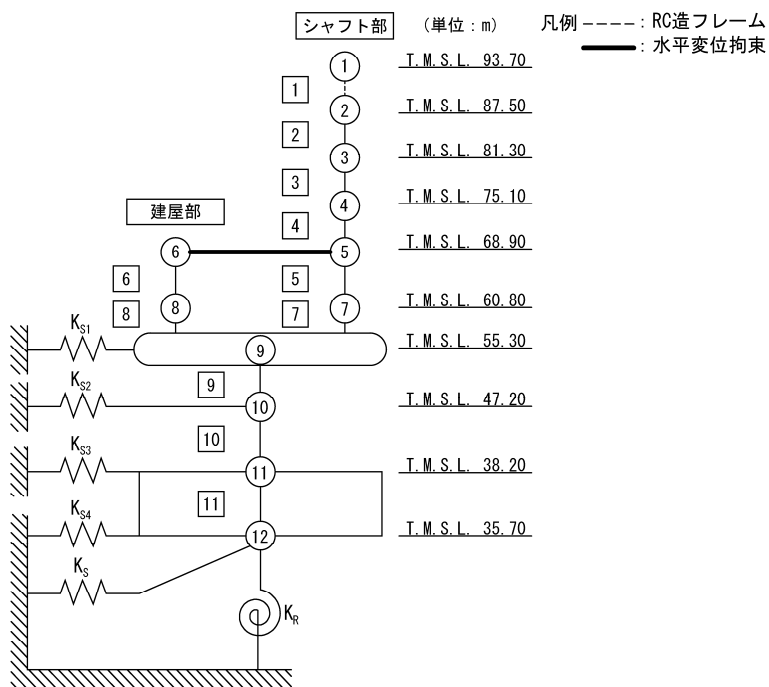 シャフト部 (単位:m) 凡例 ----:RC造フレーム
:水平変位拘束
1 T.M.S.L. 93.70
1
2 T.M.S.L. 87.50
2
3 T.M.S.L. 81.30
3
4 T.M.S.L. 75.10
建屋部 4
6 5 T.M.S.L. 68.90
6 5
8 7 8 7 T.M.S.L. 60.80
KS1
9 T.M.S.L. 55.30
KS2 9
10 T.M.S.L. 47.20
10
KS3
11 T.M.S.L. 38.20
KS4 11
12 T.M.S.L. 35.70
KS
KR